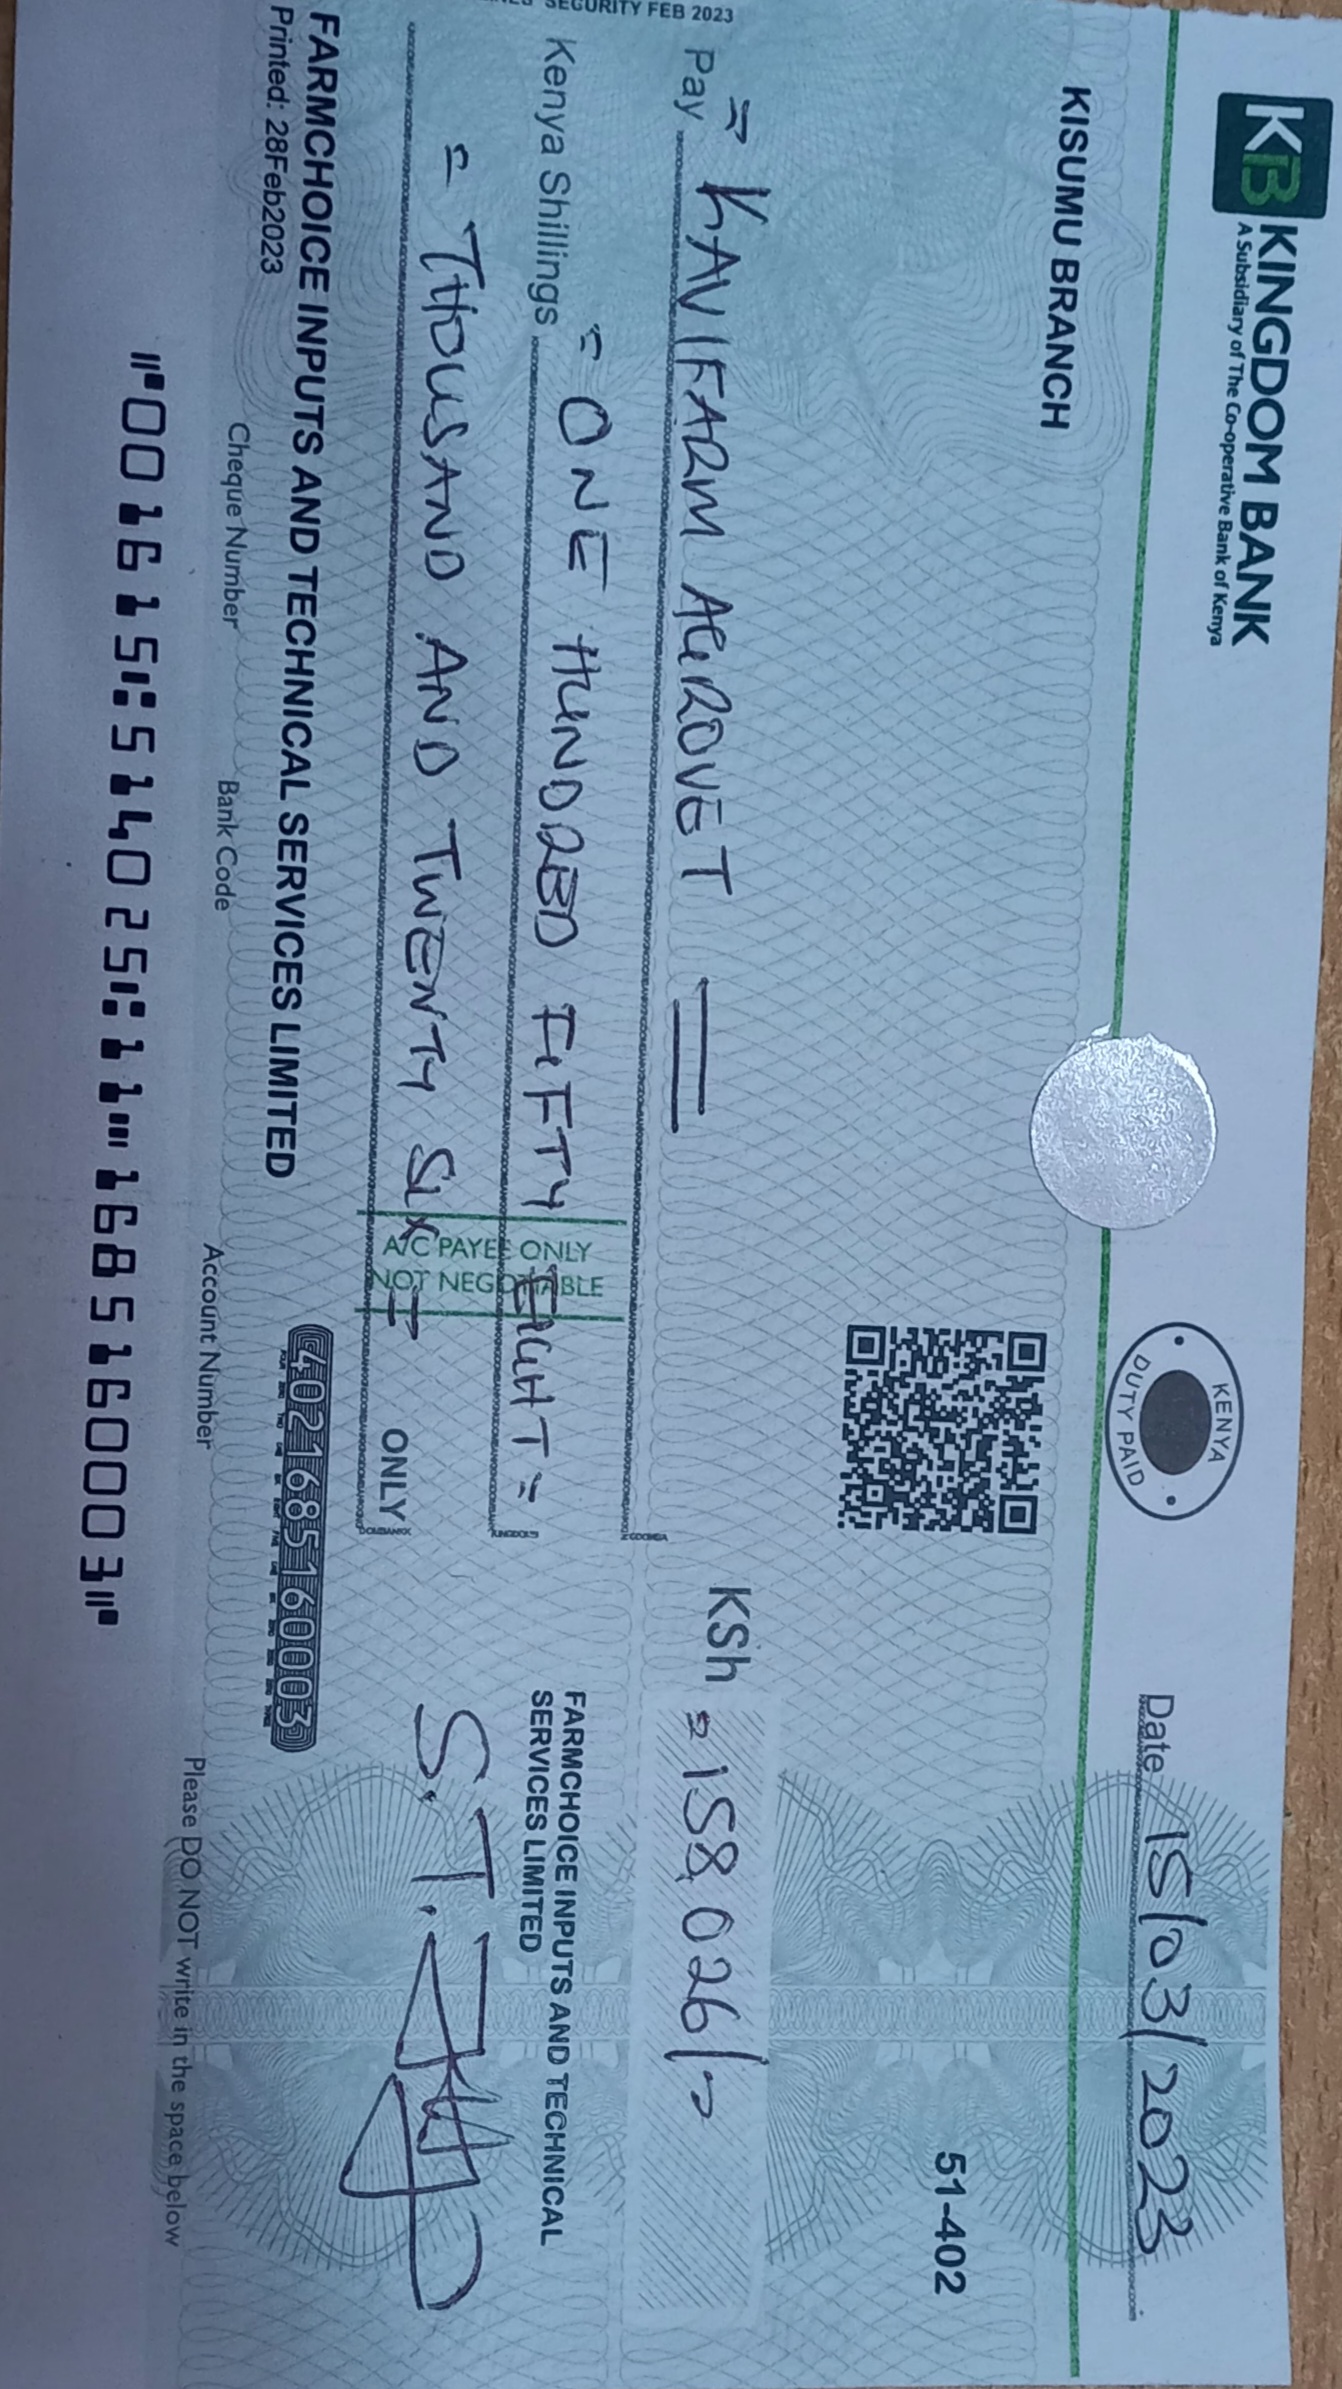 SECURITY FEB 2023
KB KINGDOM BANK
A Subsidiary of The Co-operative Bank of Kenya
KISUMU BRANCH
KENYA
DUTY PAID
Date 15/03/2023
51-402
Pay = KAVIFARM AGROVET =
KSh = 158,026/=
Kenya Shillings = ONE HUNDRED FIFTY EIGHT =
= THOUSAND AND TWENTY SIX = ONLY
A/C PAYEE ONLY
NOT NEGOTIABLE
FARMCHOICE INPUTS AND TECHNICAL
SERVICES LIMITED
S.T.
FARMCHOICE INPUTS AND TECHNICAL SERVICES LIMITED
Printed: 28Feb2023
4021685160003
Cheque Number
Bank Code
Account Number
Please DO NOT write in the space below
⑈001615⑆514025⑆11⑈1685160003⑈